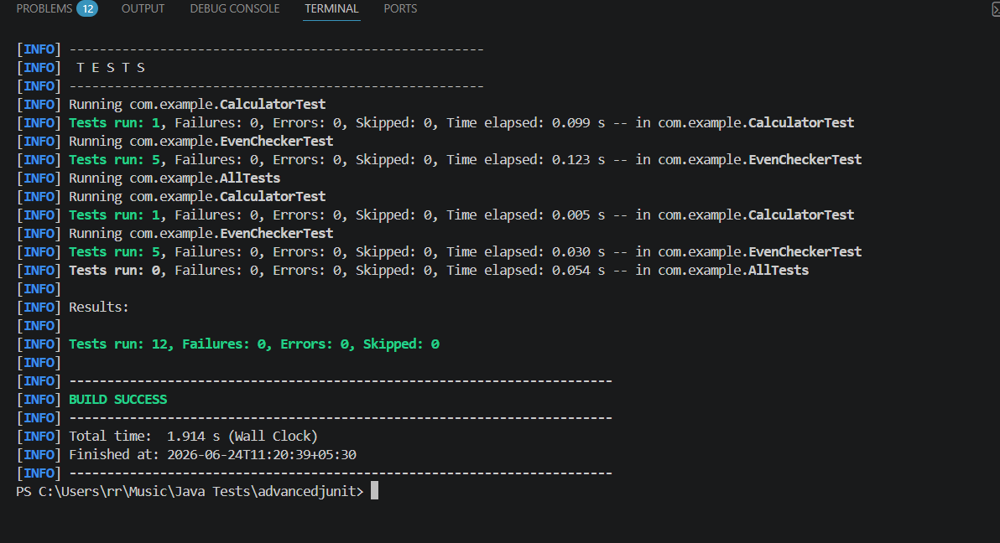 PROBLEMS 12 OUTPUT DEBUG CONSOLE TERMINAL PORTS
[INFO] -------------------------------------------------------
[INFO]  T E S T S
[INFO] -------------------------------------------------------
[INFO] Running com.example.CalculatorTest
[INFO] Tests run: 1, Failures: 0, Errors: 0, Skipped: 0, Time elapsed: 0.099 s -- in com.example.CalculatorTest
[INFO] Running com.example.EvenCheckerTest
[INFO] Tests run: 5, Failures: 0, Errors: 0, Skipped: 0, Time elapsed: 0.123 s -- in com.example.EvenCheckerTest
[INFO] Running com.example.AllTests
[INFO] Running com.example.CalculatorTest
[INFO] Tests run: 1, Failures: 0, Errors: 0, Skipped: 0, Time elapsed: 0.005 s -- in com.example.CalculatorTest
[INFO] Running com.example.EvenCheckerTest
[INFO] Tests run: 5, Failures: 0, Errors: 0, Skipped: 0, Time elapsed: 0.030 s -- in com.example.EvenCheckerTest
[INFO] Tests run: 0, Failures: 0, Errors: 0, Skipped: 0, Time elapsed: 0.054 s -- in com.example.AllTests
[INFO]
[INFO] Results:
[INFO]
[INFO] Tests run: 12, Failures: 0, Errors: 0, Skipped: 0
[INFO]
[INFO] ------------------------------------------------------------------------
[INFO] BUILD SUCCESS
[INFO] ------------------------------------------------------------------------
[INFO] Total time:  1.914 s (Wall Clock)
[INFO] Finished at: 2026-06-24T11:20:39+05:30
[INFO] ------------------------------------------------------------------------
PS C:\Users\rr\Music\Java Tests\advancedjunit>